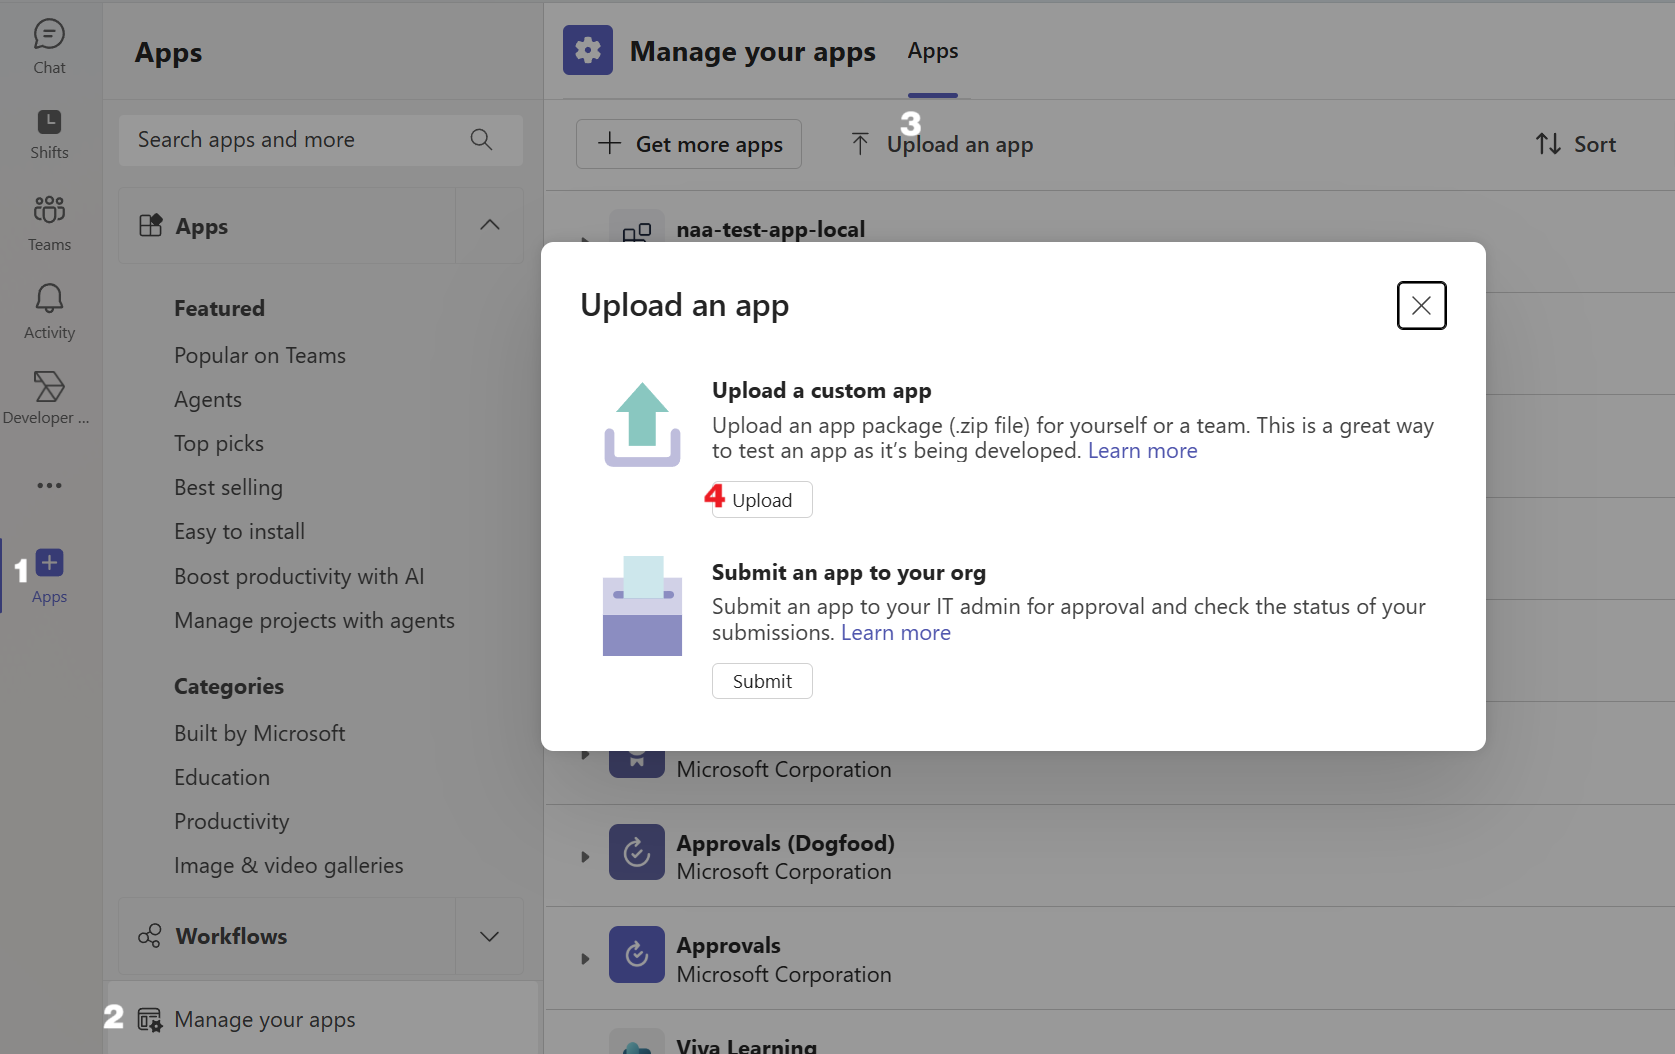 Chat
Shifts
Teams
Activity
Developer ...
1
Apps
Apps
Search apps and more
Apps
Featured
Popular on Teams
Agents
Top picks
Best selling
Easy to install
Boost productivity with AI
Manage projects with agents
Categories
Built by Microsoft
Education
Productivity
Image & video galleries
Workflows
2 Manage your apps
Manage your apps Apps
3
Get more apps Upload an app Sort
naa-test-app-local
Upload an app
Upload a custom app
Upload an app package (.zip file) for yourself or a team. This is a great way
to test an app as it’s being developed. Learn more
4 Upload
Submit an app to your org
Submit an app to your IT admin for approval and check the status of your
submissions. Learn more
Submit
Microsoft Corporation
Approvals (Dogfood)
Microsoft Corporation
Approvals
Microsoft Corporation
Viva Learning